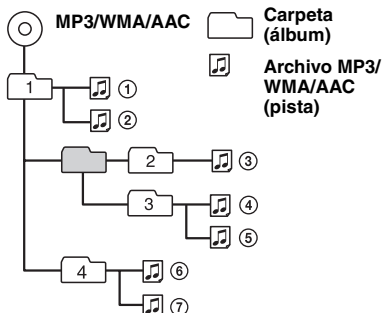 MP3/WMA/AAC
Carpeta
(álbum)
Archivo MP3/
WMA/AAC
(pista)
1
①
②
2
③
3
④
⑤
4
⑥
⑦